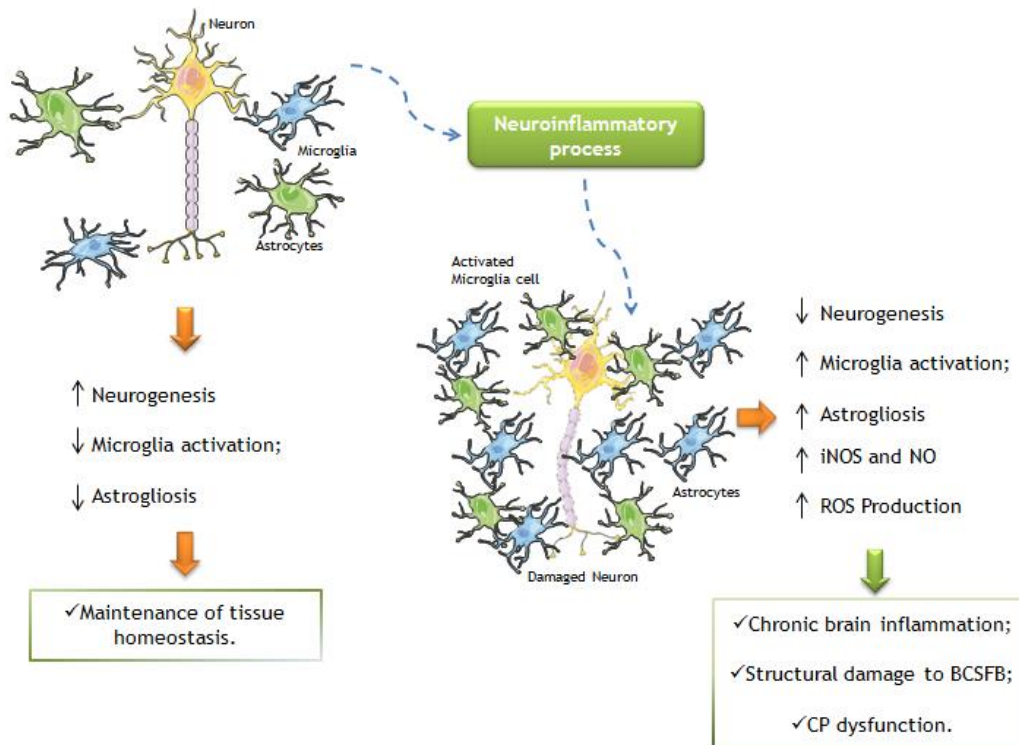 Neuron
Microglia
Astrocytes
Neuroinflammatory
process
↑ Neurogenesis
↓ Microglia activation;
↓ Astrogliosis
✓Maintenance of tissue
homeostasis.
Activated
Microglia cell
Astrocytes
Damaged Neuron
↓ Neurogenesis
↑ Microglia activation;
↑ Astrogliosis
↑ iNOS and NO
↑ ROS Production
✓Chronic brain inflammation;
✓Structural damage to BCSFB;
✓CP dysfunction.